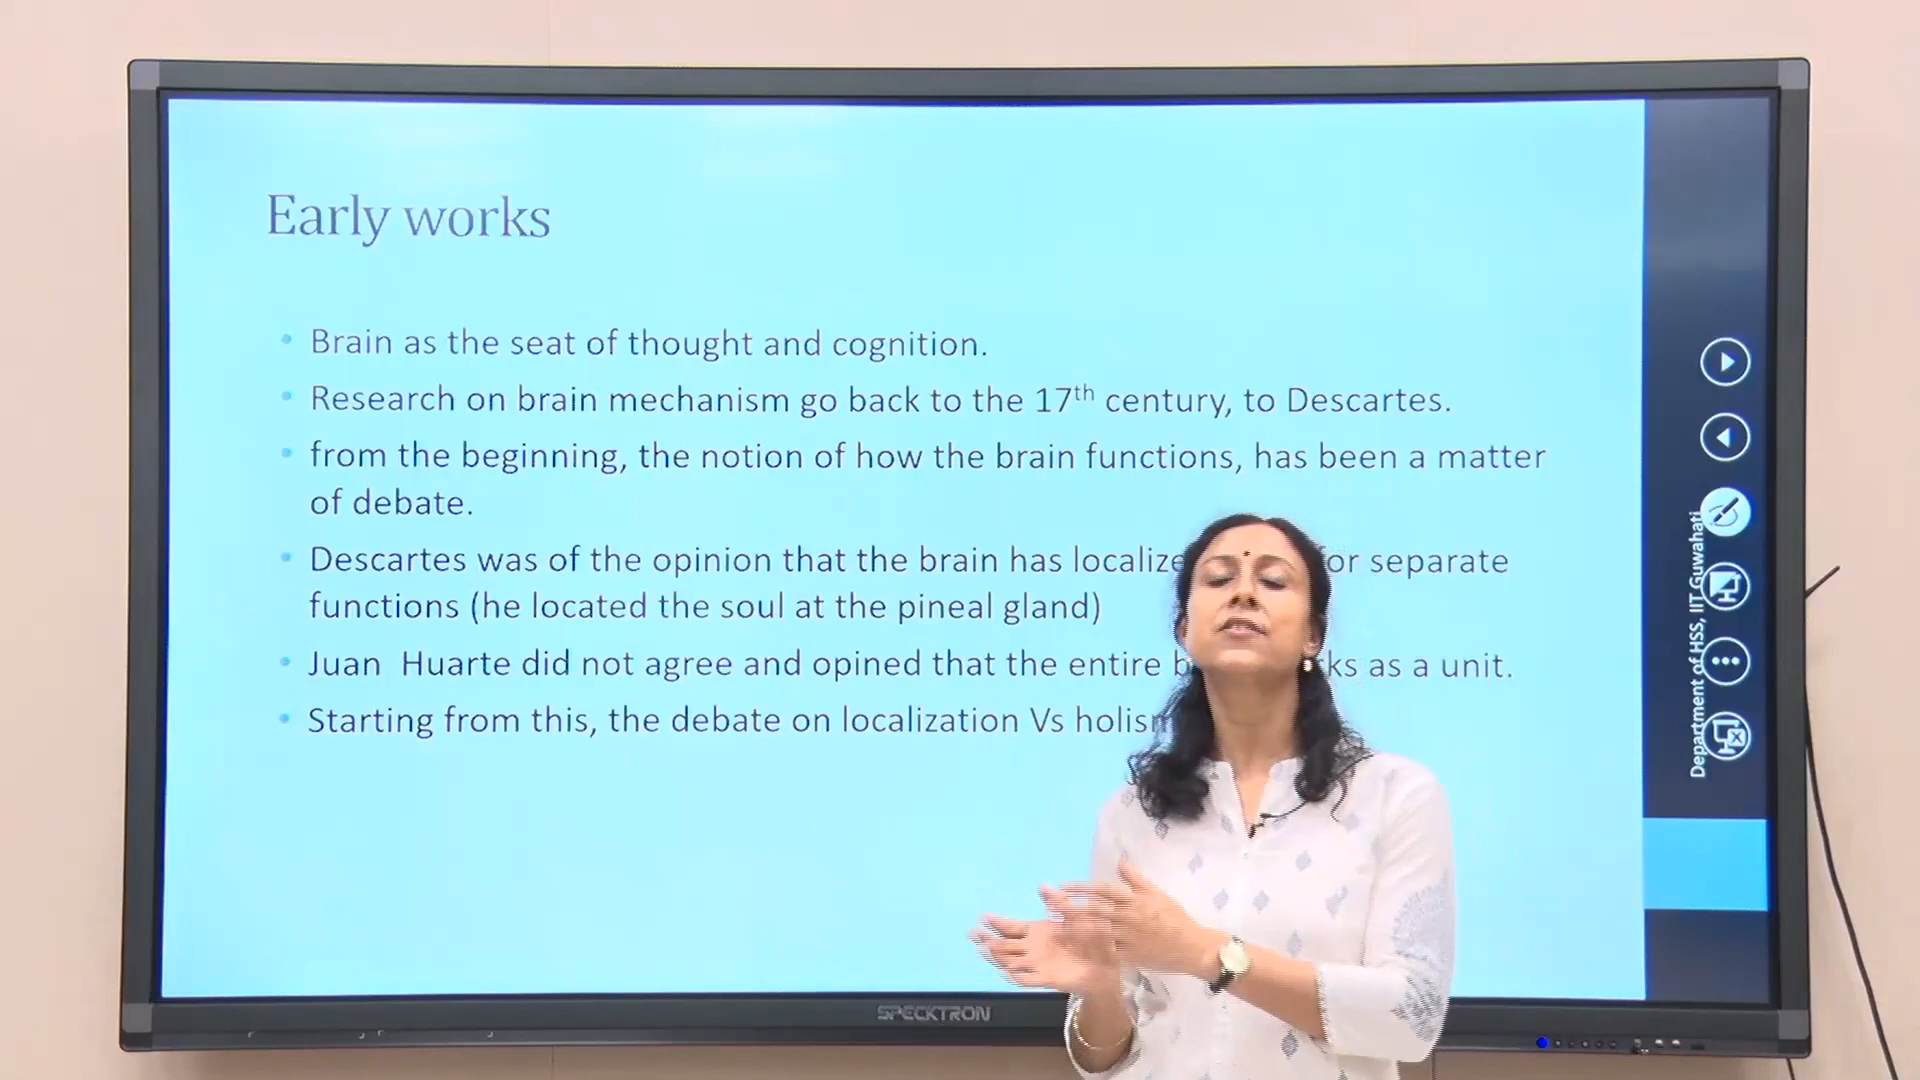 Early works
• Brain as the seat of thought and cognition.
• Research on brain mechanism go back to the 17th century, to Descartes.
• from the beginning, the notion of how the brain functions, has been a matter
of debate.
• Descartes was of the opinion that the brain has separate
functions (he located the soul at the pineal gland)
• Juan Huarte did not agree and opined that the entire as a unit.
• Starting from this, the debate on localization Vs
Department of HSS, IIT Guwahati
SPECKTRON